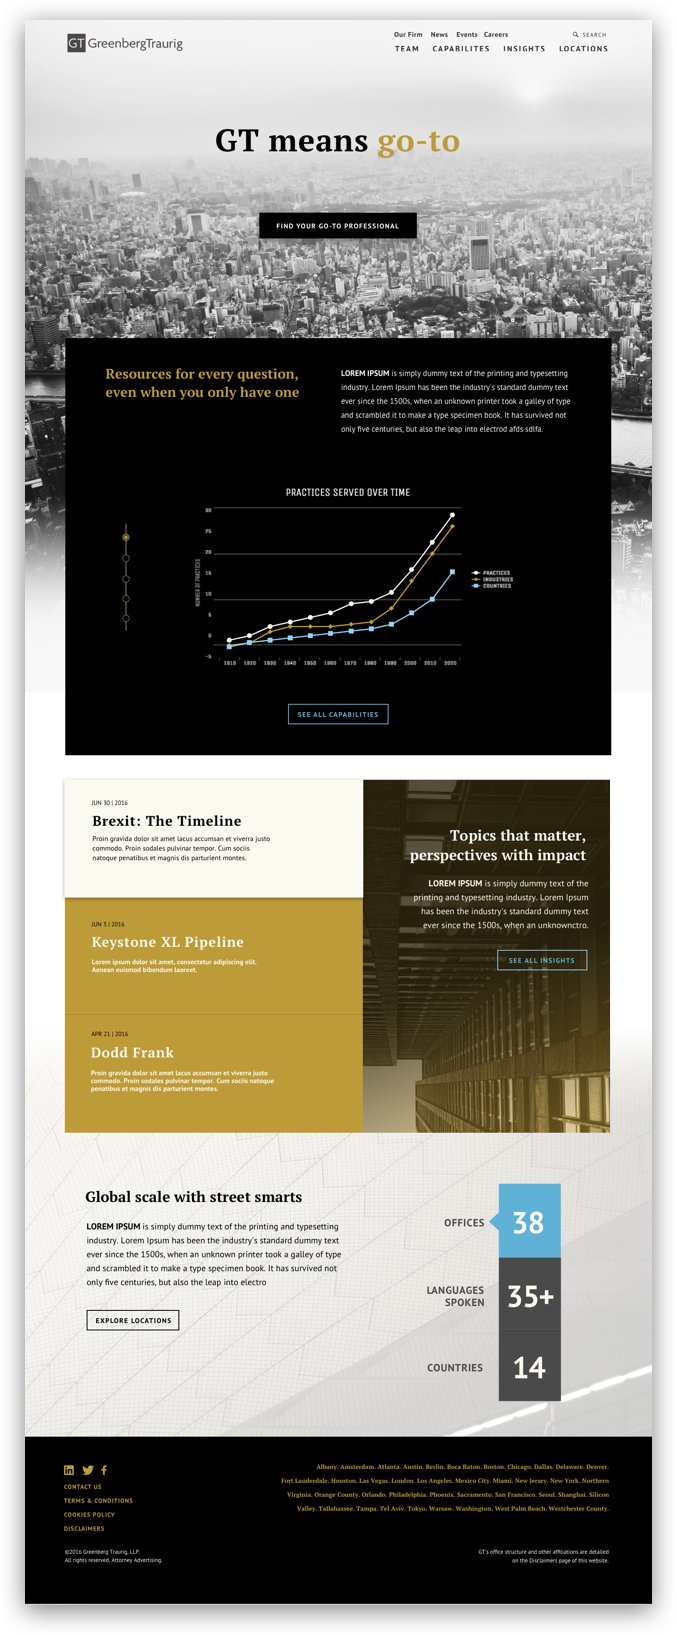 GT GreenbergTraurig
Our Firm News Events Careers SEARCH
TEAM CAPABILITES INSIGHTS LOCATIONS
GT means go-to
FIND YOUR GO-TO PROFESSIONAL
Resources for every question,
even when you only have one
LOREM IPSUM is simply dummy text of the printing and typesetting
industry. Lorem Ipsum has been the industry's standard dummy text
ever since the 1500s, when an unknown printer took a galley of type
and scrambled it to make a type specimen book. It has survived not
only five centuries, but also the leap into electrod afds sdlfa.
PRACTICES SERVED OVER TIME
NUMBER OF PRACTICES
30
25
20
15
10
5
0
-5
1910 1920 1930 1940 1950 1960 1970 1980 1990 2000 2010 2020
PRACTICES
INDUSTRIES
COUNTRIES
SEE ALL CAPABILITIES
JUN 30 | 2016
Brexit: The Timeline
Proin gravida dolor sit amet lacus accumsan et viverra justo
commodo. Proin sodales pulvinar tempor. Cum sociis
natoque penatibus et magnis dis parturient montes.
JUN 3 | 2016
Keystone XL Pipeline
Lorem ipsum dolor sit amet, consectetur adipiscing elit.
Aenean euismod bibendum laoreet.
APR 21 | 2016
Dodd Frank
Proin gravida dolor sit amet lacus accumsan et viverra justo
commodo. Proin sodales pulvinar tempor. Cum sociis natoque
penatibus et magnis dis parturient montes.
Topics that matter,
perspectives with impact
LOREM IPSUM is simply dummy text of the
printing and typesetting industry. Lorem Ipsum
has been the industry's standard dummy text
ever since the 1500s, when an unknownctro.
SEE ALL INSIGHTS
Global scale with street smarts
LOREM IPSUM is simply dummy text of the printing and typesetting
industry. Lorem Ipsum has been the industry's standard dummy text
ever since the 1500s, when an unknown printer took a galley of type
and scrambled it to make a type specimen book. It has survived not
only five centuries, but also the leap into electro
EXPLORE LOCATIONS
OFFICES 38
LANGUAGES
SPOKEN 35+
COUNTRIES 14
CONTACT US
TERMS & CONDITIONS
COOKIES POLICY
DISCLAIMERS
©2016 Greenberg Traurig, LLP.
All rights reserved. Attorney Advertising.
Albany. Amsterdam. Atlanta. Austin. Berlin. Boca Raton. Boston. Chicago. Dallas. Delaware. Denver.
Fort Lauderdale. Houston. Las Vegas. London. Los Angeles. Mexico City. Miami. New Jersey. New York. Northern
Virginia. Orange County. Orlando. Philadelphia. Phoenix. Sacramento. San Francisco. Seoul. Shanghai. Silicon
Valley. Tallahassee. Tampa. Tel Aviv. Tokyo. Warsaw. Washington. West Palm Beach. Westchester County.
GT's office structure and other affiliations are detailed
on the Disclaimers page of this website.